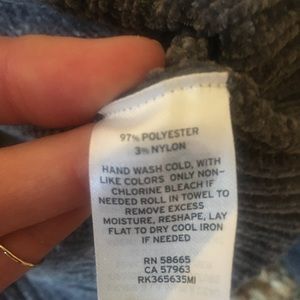 97% POLYESTER
3% NYLON
HAND WASH COLD, WITH
LIKE COLORS ONLY NON-
CHLORINE BLEACH IF
NEEDED ROLL IN TOWEL TO
REMOVE EXCESS
MOISTURE, RESHAPE, LAY
FLAT TO DRY COOL IRON
IF NEEDED
RN 58665
CA 57963
RK365635MI